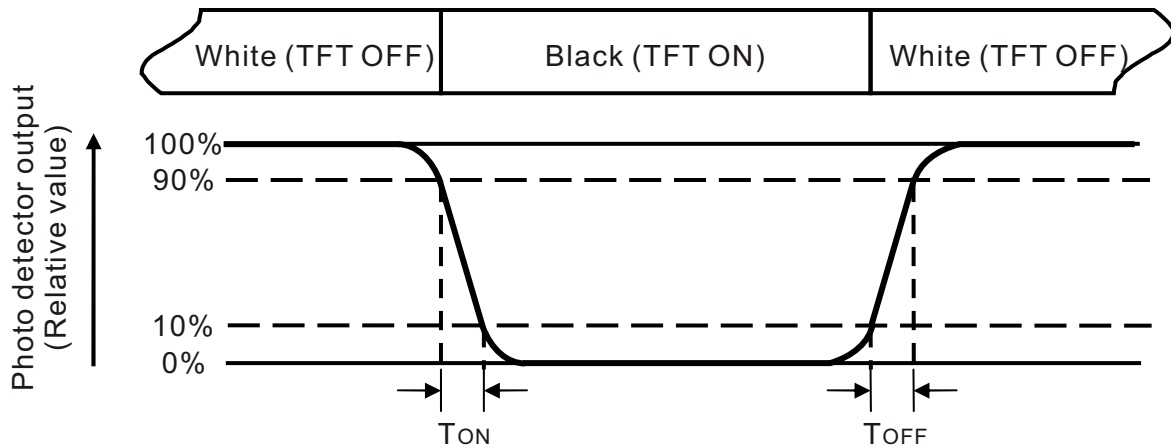 White (TFT OFF)
Black (TFT ON)
White (TFT OFF)
Photo detector output
(Relative value)
100%
90%
10%
0%
TON
TOFF